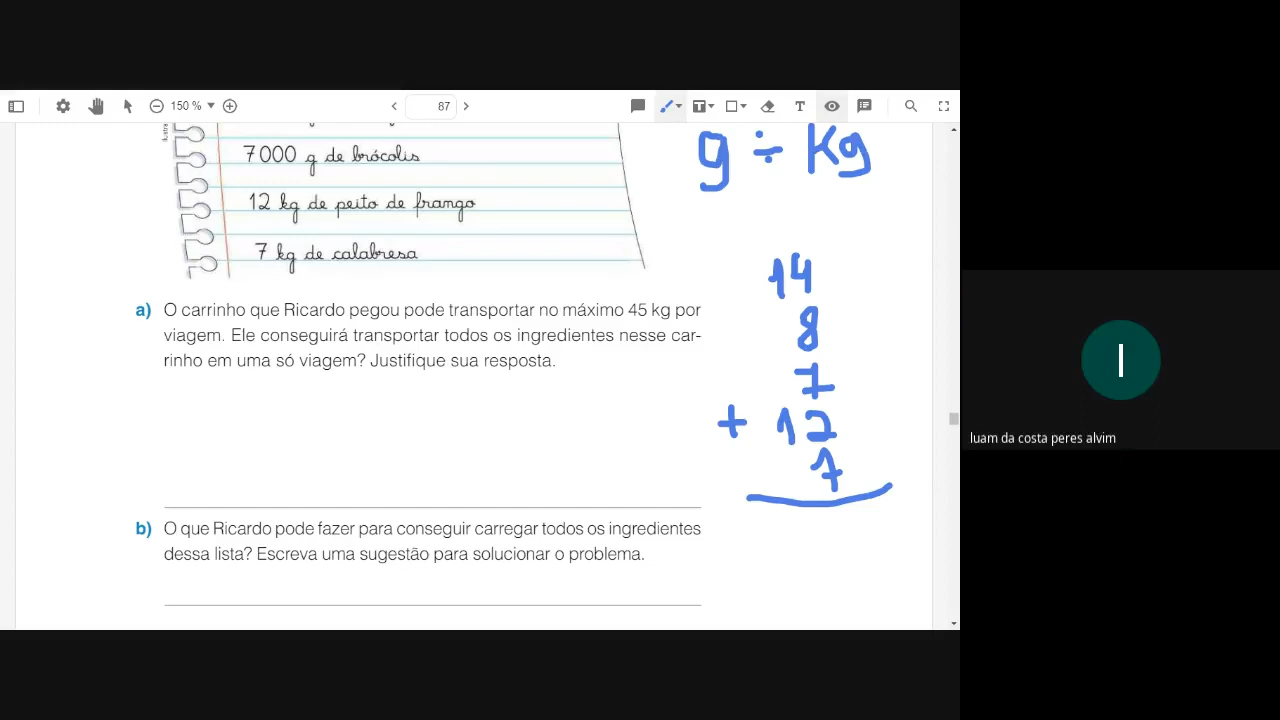 150 %
87
7000 g de brócolis
12 kg de peito de frango
7 kg de calabresa
g ÷ Kg
14
8
7
+ 12
7
a) O carrinho que Ricardo pegou pode transportar no máximo 45 kg por
viagem. Ele conseguirá transportar todos os ingredientes nesse car-
rinho em uma só viagem? Justifique sua resposta.
b) O que Ricardo pode fazer para conseguir carregar todos os ingredientes
dessa lista? Escreva uma sugestão para solucionar o problema.
l
luam da costa peres alvim